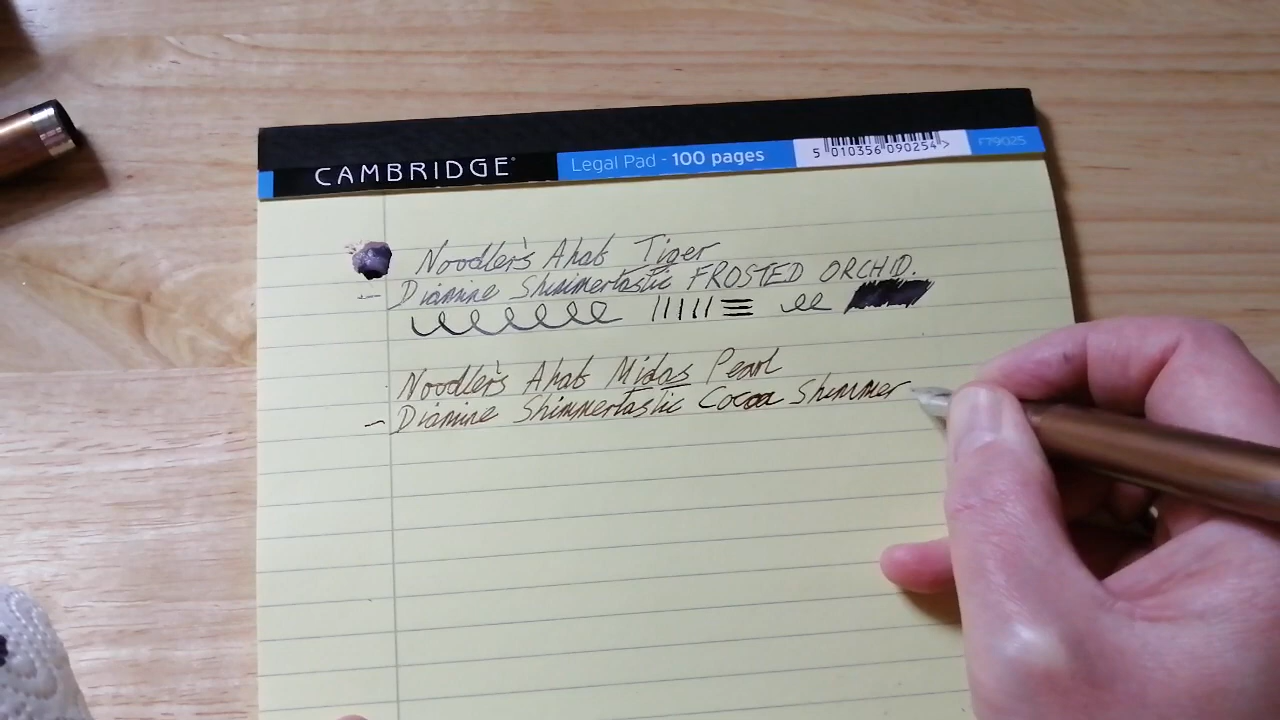 CAMBRIDGE
Legal Pad - 100 pages
5 010356 090254 >
F79025
Noodler's Ahab Tiger
- Diamine Shimmertastic FROSTED ORCHID.
Noodler's Ahab Midas Pearl
- Diamine Shimmertastic Cocoa Shimmer